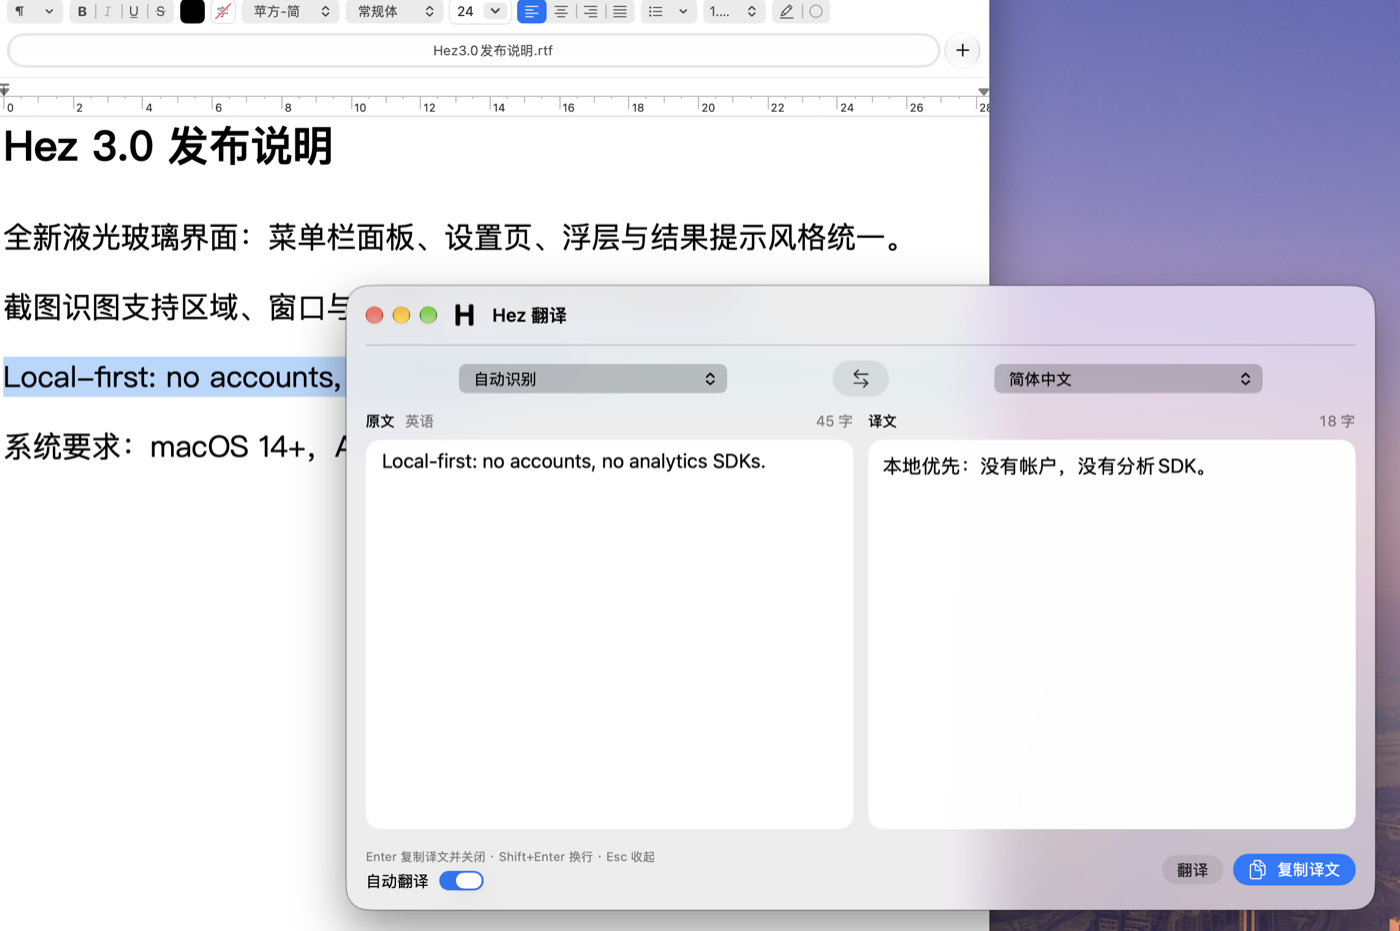 B I U S 苹方-简 常规体 24 1....
Hez3.0发布说明.rtf
0 2 4 6 8 10 12 14 16 18 20 22 24 26 28
Hez 3.0 发布说明
全新液光玻璃界面：菜单栏面板、设置页、浮层与结果提示风格统一。
截图识图支持区域、窗口与
Local-first: no accounts,
系统要求：macOS 14+，A
H Hez 翻译
自动识别 简体中文
原文 英语 45 字 译文 18 字
Local-first: no accounts, no analytics SDKs.
本地优先：没有帐户，没有分析SDK。
Enter 复制译文并关闭 · Shift+Enter 换行 · Esc 收起
自动翻译
翻译 复制译文